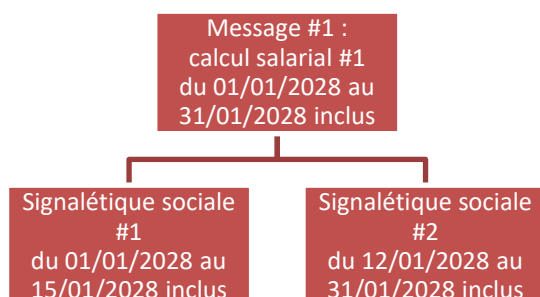 Message #1 :
calcul salarial #1
du 01/01/2028 au
31/01/2028 inclus
Signalétique sociale
#1
du 01/01/2028 au
15/01/2028 inclus
Signalétique sociale
#2
du 12/01/2028 au
31/01/2028 inclus